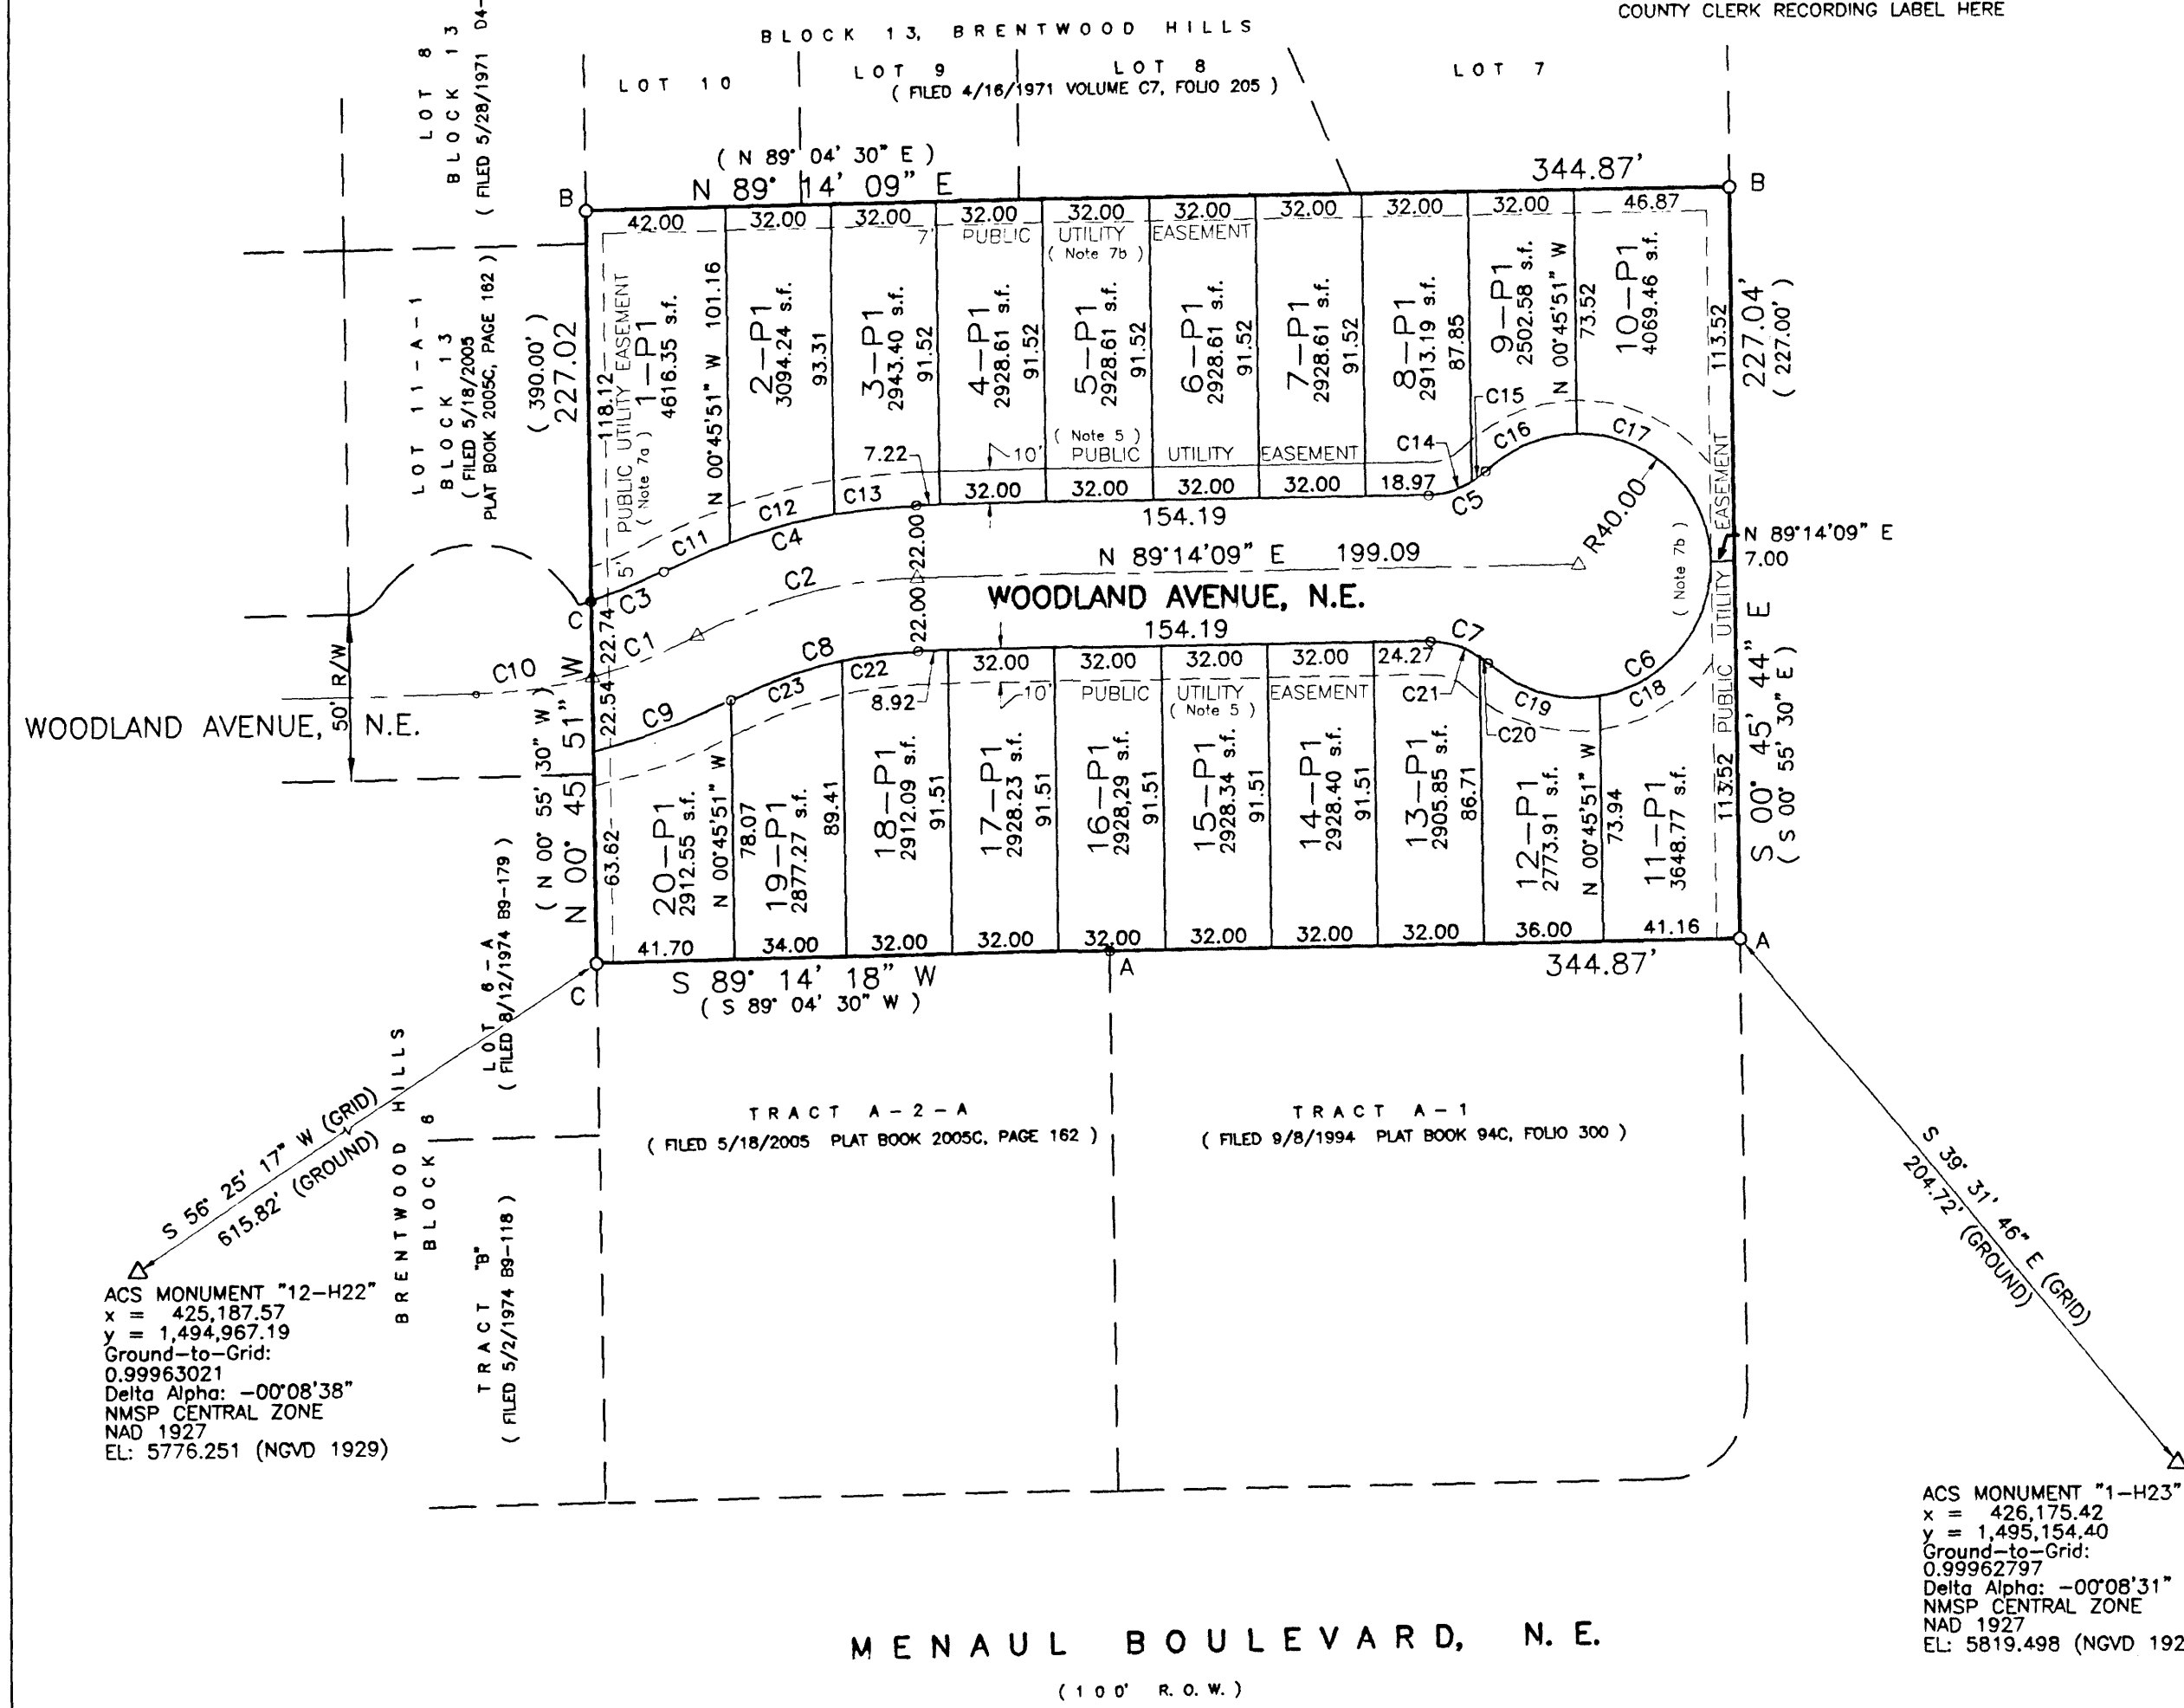 COUNTY CLERK RECORDING LABEL HERE
BLOCK 13, BRENTWOOD HILLS
LOT 10
LOT 9
LOT 8
LOT 7
( FILED 4/16/1971 VOLUME C7, FOLIO 205 )
LOT 8
BLOCK 13
( FILED 5/28/1971 D4-
( N 89° 04' 30" E )
N 89° 14' 09" E
344.87'
B
B
42.00
32.00
32.00
32.00
32.00
32.00
32.00
32.00
32.00
46.87
7'
PUBLIC UTILITY EASEMENT
( Note 7b )
LOT 11-A-1
BLOCK 13
( FILED 5/18/2005
PLAT BOOK 2005C, PAGE 162 )
( 390.00' )
227.02
118.12
5' PUBLIC UTILITY EASEMENT
( Note 7a )
1-P1
4616.35 s.f.
N 00°45'51" W 101.16
2-P1
3094.24 s.f.
93.31
3-P1
2943.40 s.f.
91.52
4-P1
2928.61 s.f.
91.52
5-P1
2928.61 s.f.
91.52
6-P1
2928.61 s.f.
91.52
7-P1
2928.61 s.f.
91.52
8-P1
2913.19 s.f.
87.85
9-P1
2502.58 s.f.
N 00°45'51" W
73.52
10-P1
4069.46 s.f.
113.52
227.04'
( 227.00' )
C15
C16
C17
C14
( Note 5 )
10' PUBLIC UTILITY EASEMENT
7.22
C13
C12
C11
C4
32.00
32.00
32.00
32.00
18.97
C5
154.19
R40.00
N 89°14'09" E
7.00
( Note 7b )
PUBLIC UTILITY EASEMENT
22.00
22.00
N 89°14'09" E 199.09
C2
C3
C
C1
22.74
WOODLAND AVENUE, N.E.
154.19
C7
C8
C10
50' R/W
WOODLAND AVENUE, N.E.
22.54
C9
C23
C22
8.92
32.00
32.00
32.00
32.00
24.27
10' PUBLIC UTILITY EASEMENT
( Note 5 )
C21
C20
C19
C18
C6
( N 00° 55' 30" W )
N 00° 45' 51" W
63.62
20-P1
2912.55 s.f.
N 00°45'51" W
78.07
19-P1
2877.27 s.f.
89.41
18-P1
2912.09 s.f.
91.51
17-P1
2928.23 s.f.
91.51
16-P1
2928,29 s.f.
91.51
15-P1
2928.34 s.f.
91.51
14-P1
2928.40 s.f.
91.51
13-P1
2905.85 s.f.
86.71
12-P1
2773.91 s.f.
N 00°45'51" W
73.94
11-P1
3648.77 s.f.
113.52
S 00° 45' 44" E
( S 00° 55' 30" E )
41.70
34.00
32.00
32.00
32.00
32.00
32.00
32.00
36.00
41.16
A
C
S 89° 14' 18" W
( S 89° 04' 30" W )
A
344.87'
LOT 6-A
( FILED 8/12/1974 B9-179 )
BRENTWOOD HILLS
BLOCK 6
TRACT "B"
( FILED 5/2/1974 B9-118 )
TRACT A-2-A
( FILED 5/18/2005 PLAT BOOK 2005C, PAGE 162 )
TRACT A-1
( FILED 9/8/1994 PLAT BOOK 94C, FOLIO 300 )
S 56° 25' 17" W (GRID)
615.82' (GROUND)
S 39° 31' 46" E (GRID)
204.72' (GROUND)
ACS MONUMENT "12-H22"
x = 425,187.57
y = 1,494,967.19
Ground-to-Grid:
0.99963021
Delta Alpha: -00°08'38"
NMSP CENTRAL ZONE
NAD 1927
EL: 5776.251 (NGVD 1929)
ACS MONUMENT "1-H23"
x = 426,175.42
y = 1,495,154.40
Ground-to-Grid:
0.99962797
Delta Alpha: -00°08'31"
NMSP CENTRAL ZONE
NAD 1927
EL: 5819.498 (NGVD 192
MENAUL BOULEVARD, N. E.
( 100' R.O.W. )